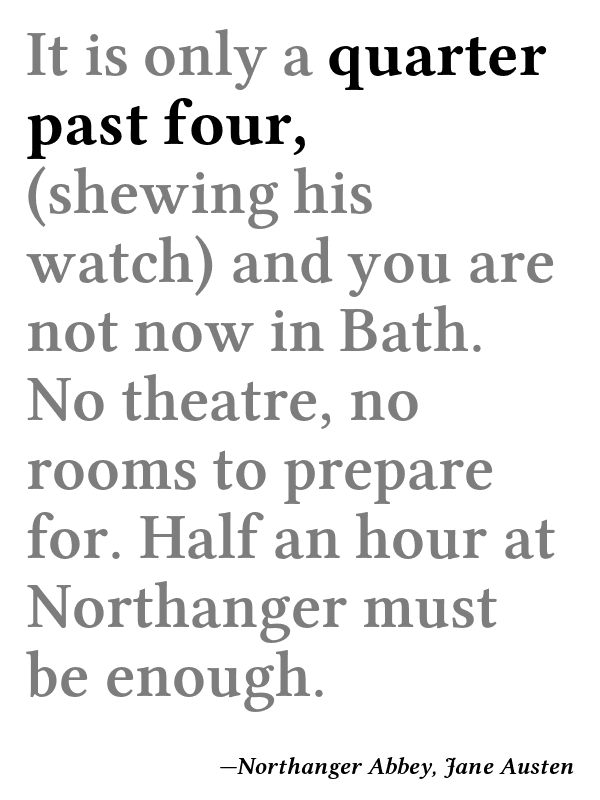 It is only a quarter
past four,
(shewing his
watch) and you are
not now in Bath.
No theatre, no
rooms to prepare
for. Half an hour at
Northanger must
be enough.
—Northanger Abbey, Jane Austen